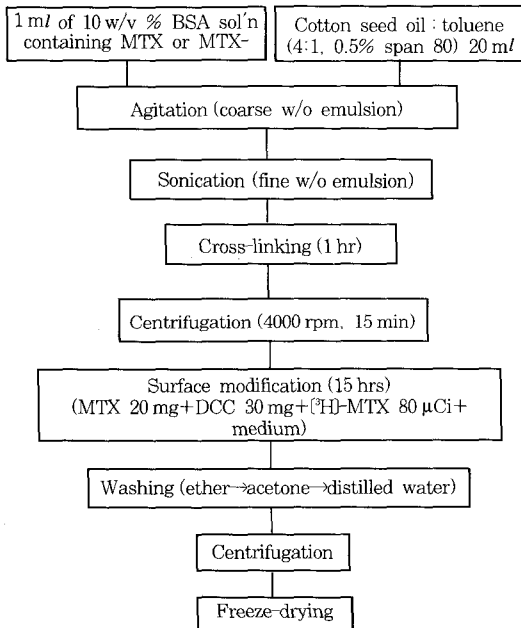 1 ml of 10 w/v % BSA sol'n
containing MTX or MTX-
Cotton seed oil : toluene
(4:1, 0.5% span 80) 20 ml
Agitation (coarse w/o emulsion)
Sonication (fine w/o emulsion)
Cross-linking (1 hr)
Centrifugation (4000 rpm, 15 min)
Surface modification (15 hrs)
(MTX 20 mg+DCC 30 mg+[³H]-MTX 80 μCi+
medium)
Washing (ether→acetone→distilled water)
Centrifugation
Freeze-drying